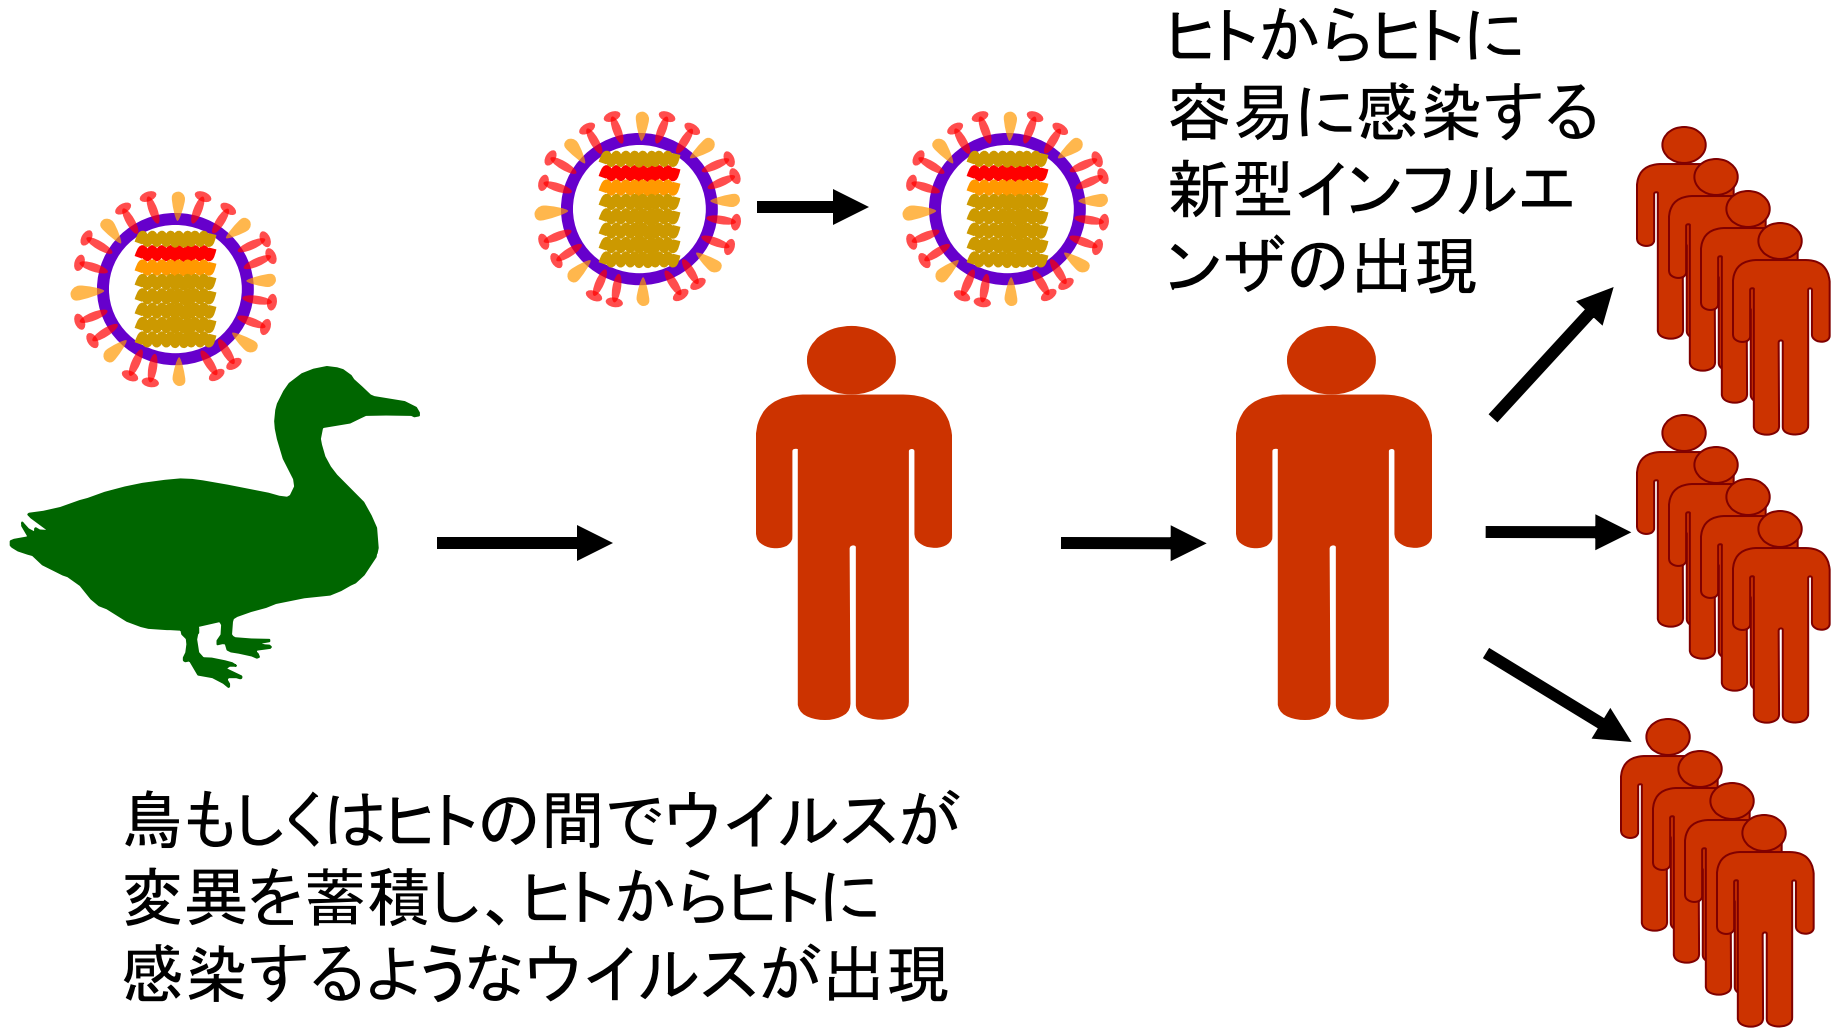 ヒトからヒトに
容易に感染する
新型インフルエ
ンザの出現
鳥もしくはヒトの間でウイルスが
変異を蓄積し、ヒトからヒトに
感染するようなウイルスが出現